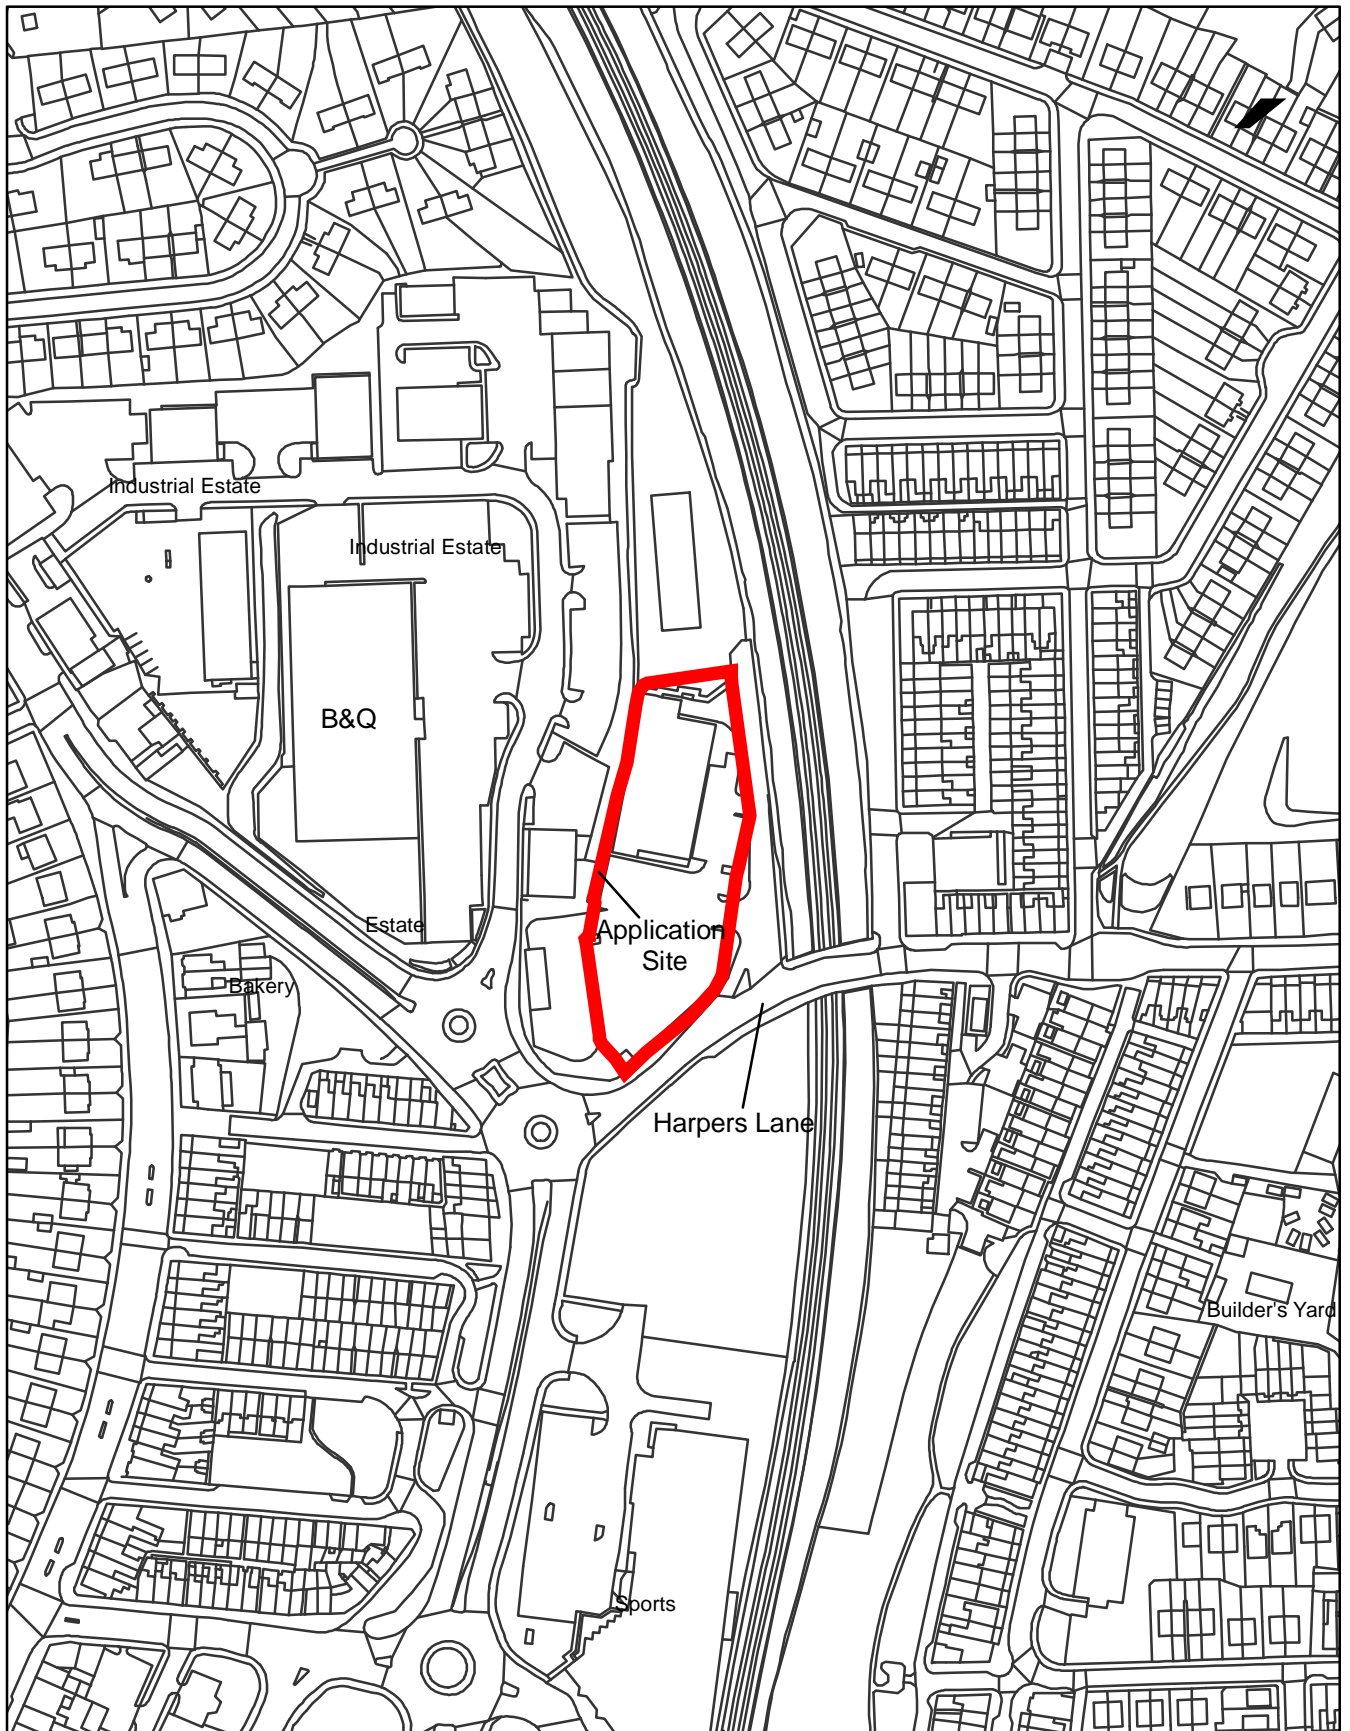 Industrial Estate
Industrial Estate
B&Q
Estate
Application
Site
Bakery
Harpers Lane
Builder's Yard
Sports